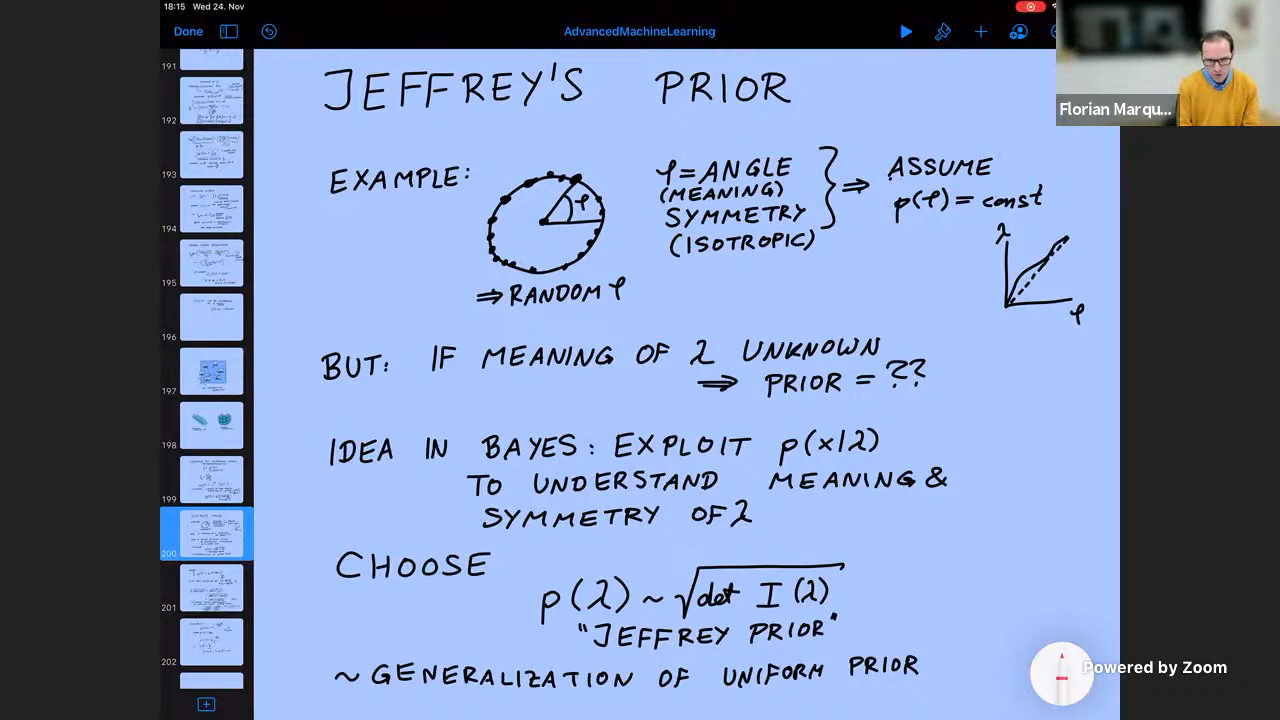 18:15 Wed 24. Nov
Done
AdvancedMachineLearning
Florian Marqu...
191
192
193
194
195
196
197
198
199
200
201
202
JEFFREY'S PRIOR
EXAMPLE:
φ
φ = ANGLE
(MEANING)
SYMMETRY
(ISOTROPIC)
⇒ ASSUME
p(φ) = const
⇒ RANDOM φ
λ
φ
BUT: IF MEANING OF λ UNKNOWN
⇒ PRIOR = ??
IDEA IN BAYES: EXPLOIT p(x|λ)
TO UNDERSTAND MEANING &
SYMMETRY OF λ
CHOOSE
p(λ) ~ √det I(λ)
"JEFFREY PRIOR"
~ GENERALIZATION OF UNIFORM PRIOR
Powered by Zoom